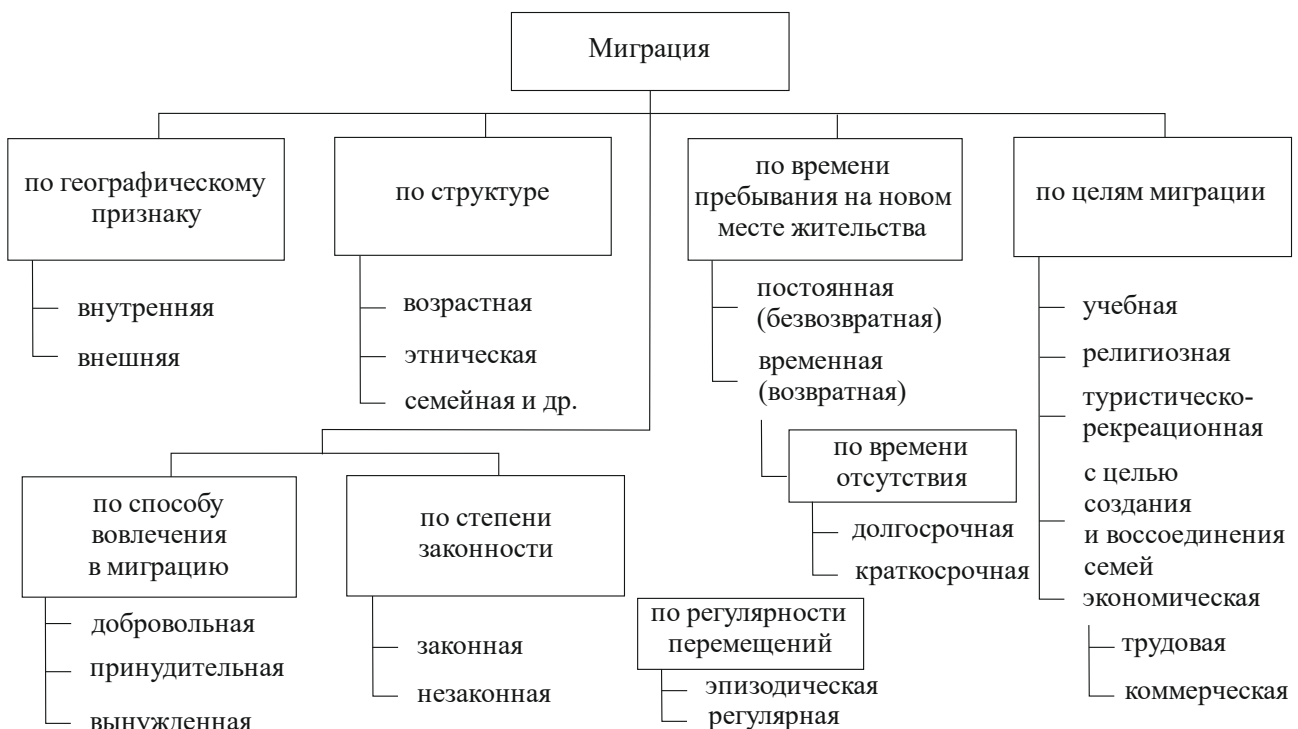 Миграция
по географическому
признаку
внутренняя
внешняя
по структуре
возрастная
этническая
семейная и др.
по времени
пребывания на новом
месте жительства
постоянная
(безвозвратная)
временная
(возвратная)
по времени
отсутствия
долгосрочная
краткосрочная
по целям миграции
учебная
религиозная
туристическо-
рекреационная
с целью
создания
и воссоединения
семей
экономическая
трудовая
коммерческая
по способу
вовлечения
в миграцию
добровольная
принудительная
вынужденная
по степени
законности
законная
незаконная
по регулярности
перемещений
эпизодическая
регулярная